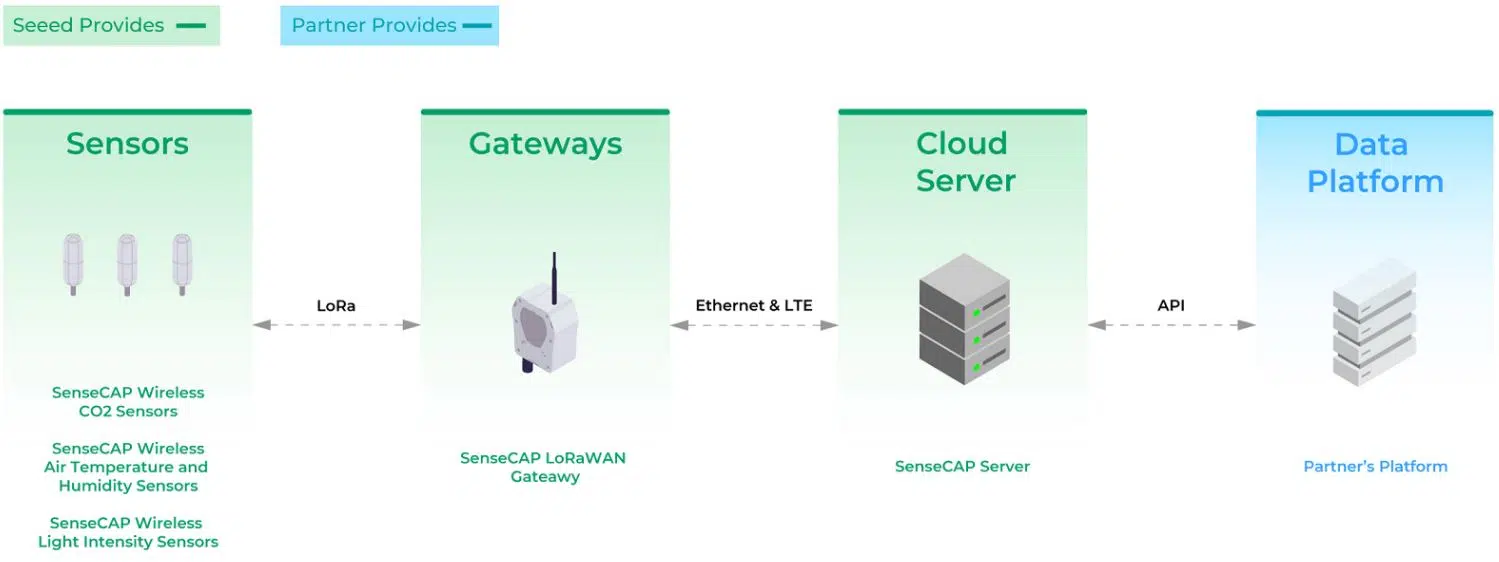 Seeed Provides
Partner Provides
Sensors
Gateways
Cloud
Server
Data
Platform
LoRa
Ethernet & LTE
API
SenseCAP Wireless
CO2 Sensors
SenseCAP Wireless
Air Temperature and
Humidity Sensors
SenseCAP Wireless
Light Intensity Sensors
SenseCAP LoRaWAN
Gateawy
SenseCAP Server
Partner’s Platform